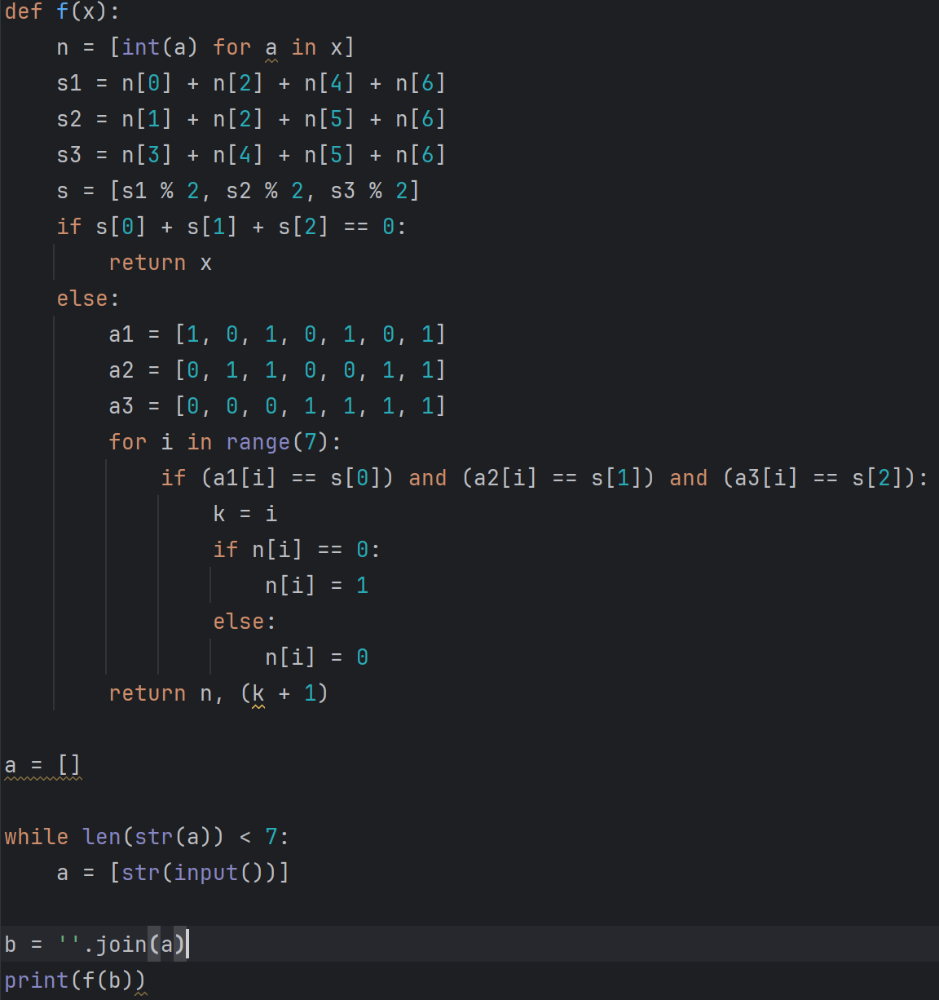 def f(x):
    n = [int(a) for a in x]
    s1 = n[0] + n[2] + n[4] + n[6]
    s2 = n[1] + n[2] + n[5] + n[6]
    s3 = n[3] + n[4] + n[5] + n[6]
    s = [s1 % 2, s2 % 2, s3 % 2]
    if s[0] + s[1] + s[2] == 0:
        return x
    else:
        a1 = [1, 0, 1, 0, 1, 0, 1]
        a2 = [0, 1, 1, 0, 0, 1, 1]
        a3 = [0, 0, 0, 1, 1, 1, 1]
        for i in range(7):
            if (a1[i] == s[0]) and (a2[i] == s[1]) and (a3[i] == s[2]):
                k = i
                if n[i] == 0:
                    n[i] = 1
                else:
                    n[i] = 0
        return n, (k + 1)

a = []

while len(str(a)) < 7:
    a = [str(input())]

b = ''.join(a)
print(f(b))